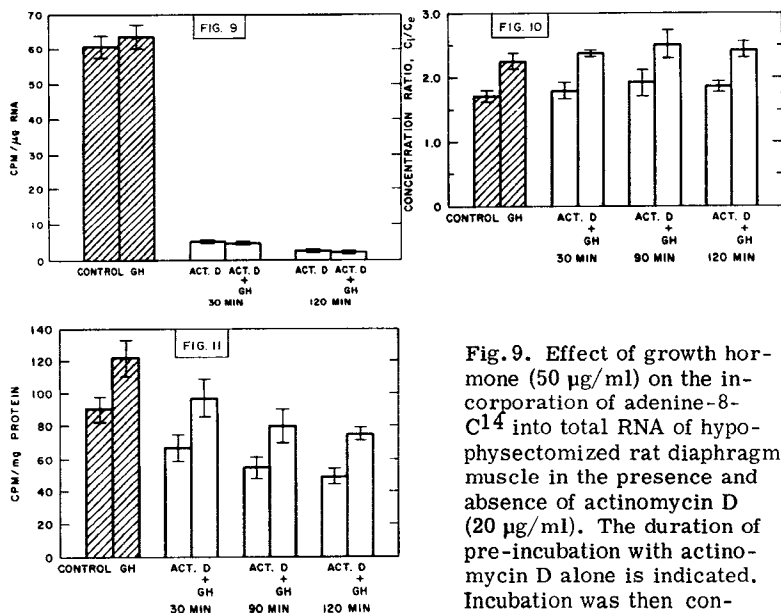 FIG. 9
CPM/μg RNA
70
60
50
40
30
20
10
0
CONTROL GH
ACT. D ACT. D + GH
30 MIN
ACT. D ACT. D + GH
120 MIN
FIG. 10
CONCENTRATION RATIO, Ci/Ce
3.0
2.0
1.0
0
CONTROL GH
ACT. D D + GH
30 MIN
ACT. D D + GH
90 MIN
ACT. D D + GH
120 MIN
FIG. 11
CPM/mg PROTEIN
140
120
100
80
60
40
20
0
CONTROL GH
ACT. D D + GH
30 MIN
ACT. D D + GH
90 MIN
ACT. D D + GH
120 MIN
Fig. 9. Effect of growth hor-
mone (50 μg/ml) on the in-
corporation of adenine-8-
C14 into total RNA of hypo-
physectomized rat diaphragm
muscle in the presence and
absence of actinomycin D
(20 μg/ml). The duration of
pre-incubation with actino-
mycin D alone is indicated.
Incubation was then con-